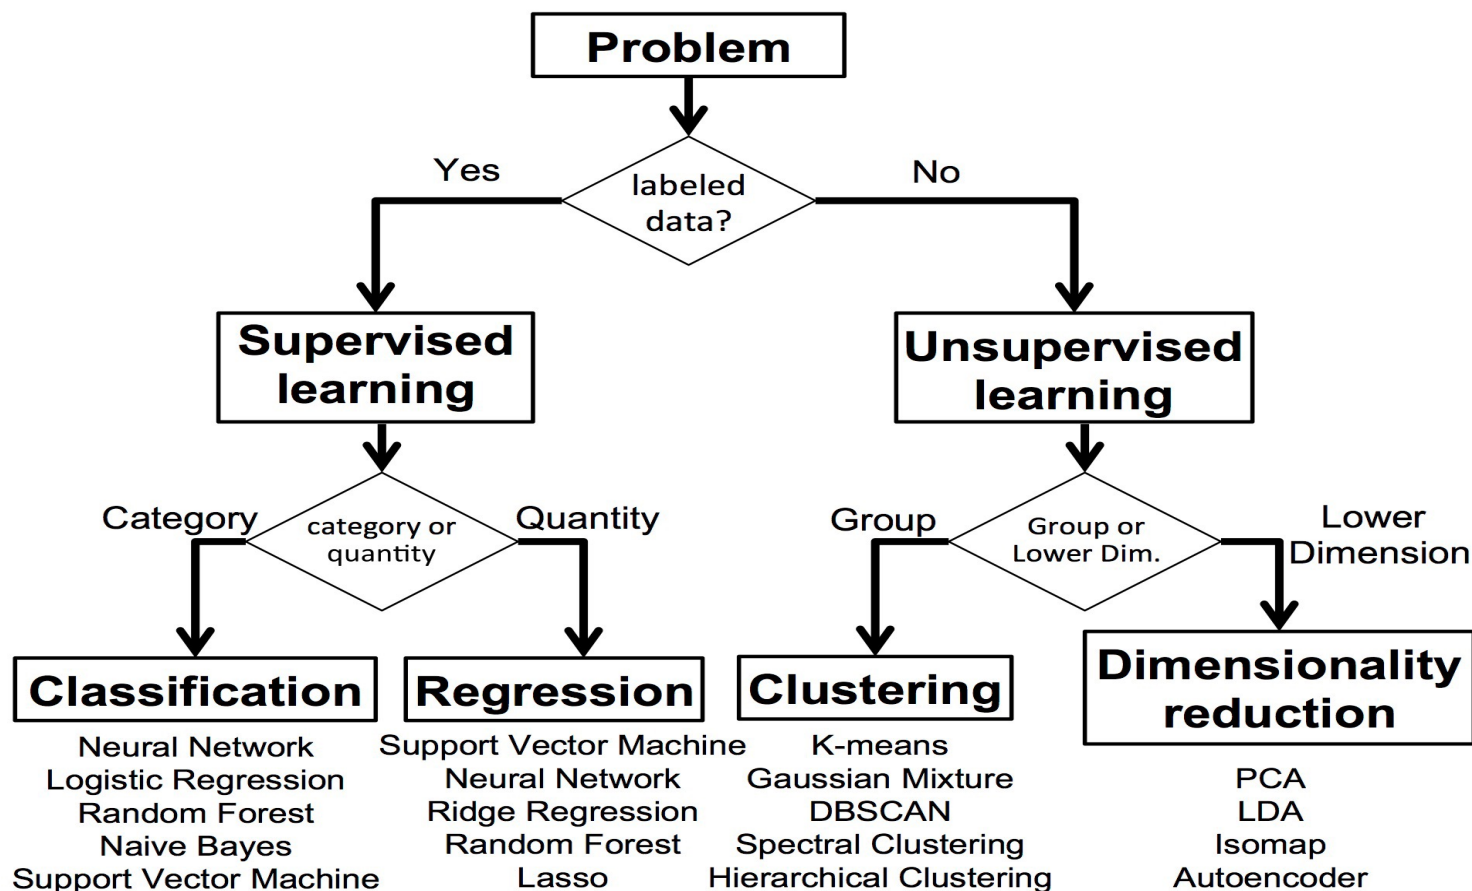 Problem
Yes
labeled
data?
No
Supervised
learning
Unsupervised
learning
Category
category or
quantity
Quantity
Group
Group or
Lower Dim.
Lower
Dimension
Classification
Neural Network
Logistic Regression
Random Forest
Naive Bayes
Support Vector Machine
Regression
Support Vector Machine
Neural Network
Ridge Regression
Random Forest
Lasso
Clustering
K-means
Gaussian Mixture
DBSCAN
Spectral Clustering
Hierarchical Clustering
Dimensionality
reduction
PCA
LDA
Isomap
Autoencoder